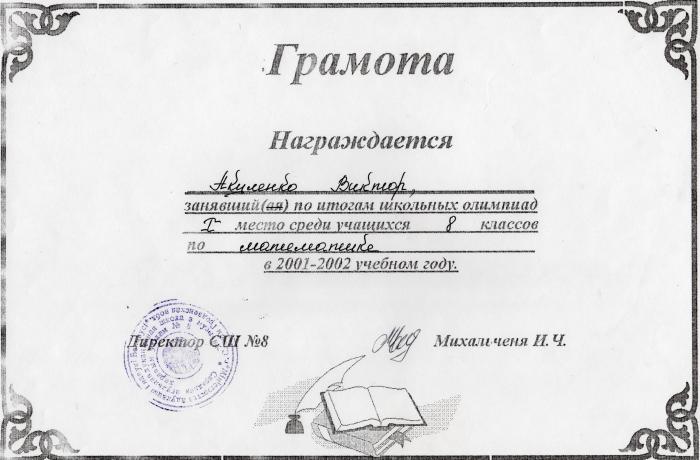 Грамота
Награждается
Акуленко Виктор,
занявший(ая) по итогам школьных олимпиад
I место среди учащихся 8 классов
по математике
в 2001-2002 учебном году.
Директор СШ №8 Михальченя И.Ч.